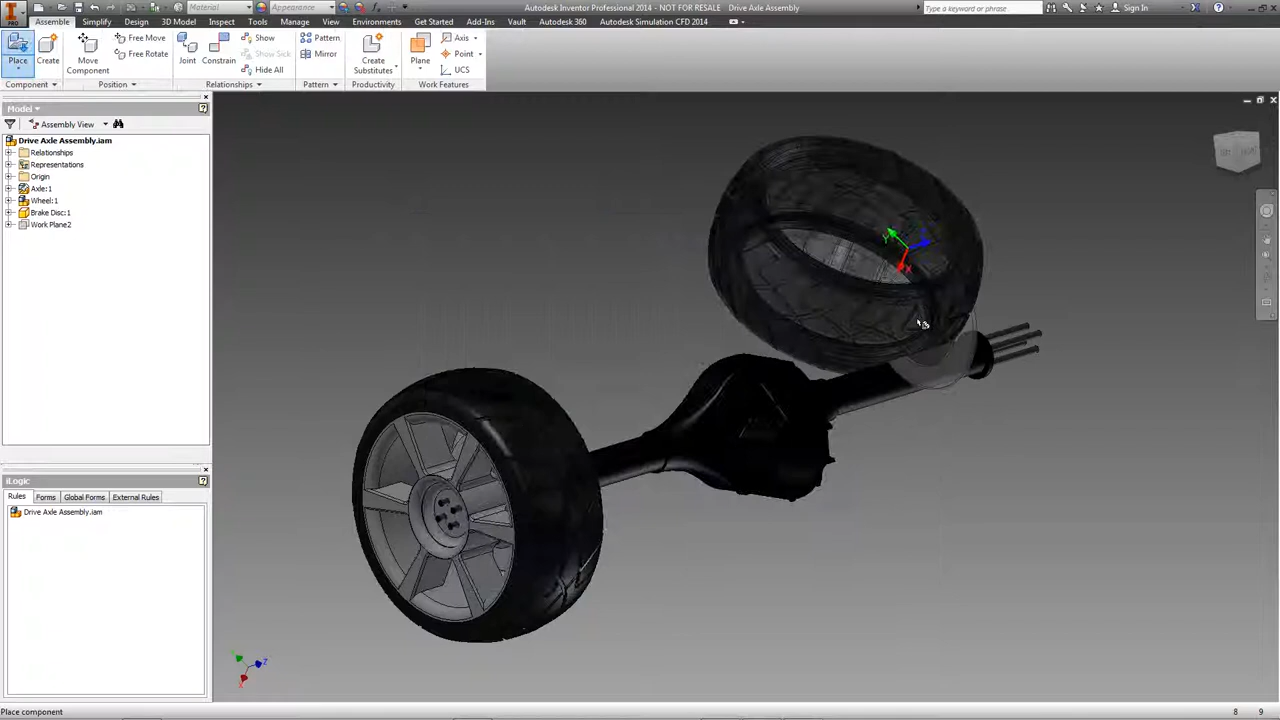 Material
Appearance
Autodesk Inventor Professional 2014 - NOT FOR RESALE
Drive Axle Assembly
Type a keyword or phrase
Sign In
PRO
Assemble
Simplify
Design
3D Model
Inspect
Tools
Manage
View
Environments
Get Started
Add-Ins
Vault
Autodesk 360
Autodesk Simulation CFD 2014
Place
Create
Move Component
Free Move
Free Rotate
Joint
Constrain
Show
Show Sick
Hide All
Pattern
Mirror
Create Substitutes
Plane
Axis
Point
UCS
Component
Position
Relationships
Pattern
Productivity
Work Features
Model
Assembly View
Drive Axle Assembly.iam
Relationships
Representations
Origin
Axle:1
Wheel:1
Brake Disc:1
Work Plane2
iLogic
Rules
Forms
Global Forms
External Rules
Drive Axle Assembly.iam
Y
X
Z
X
Place component
8 9